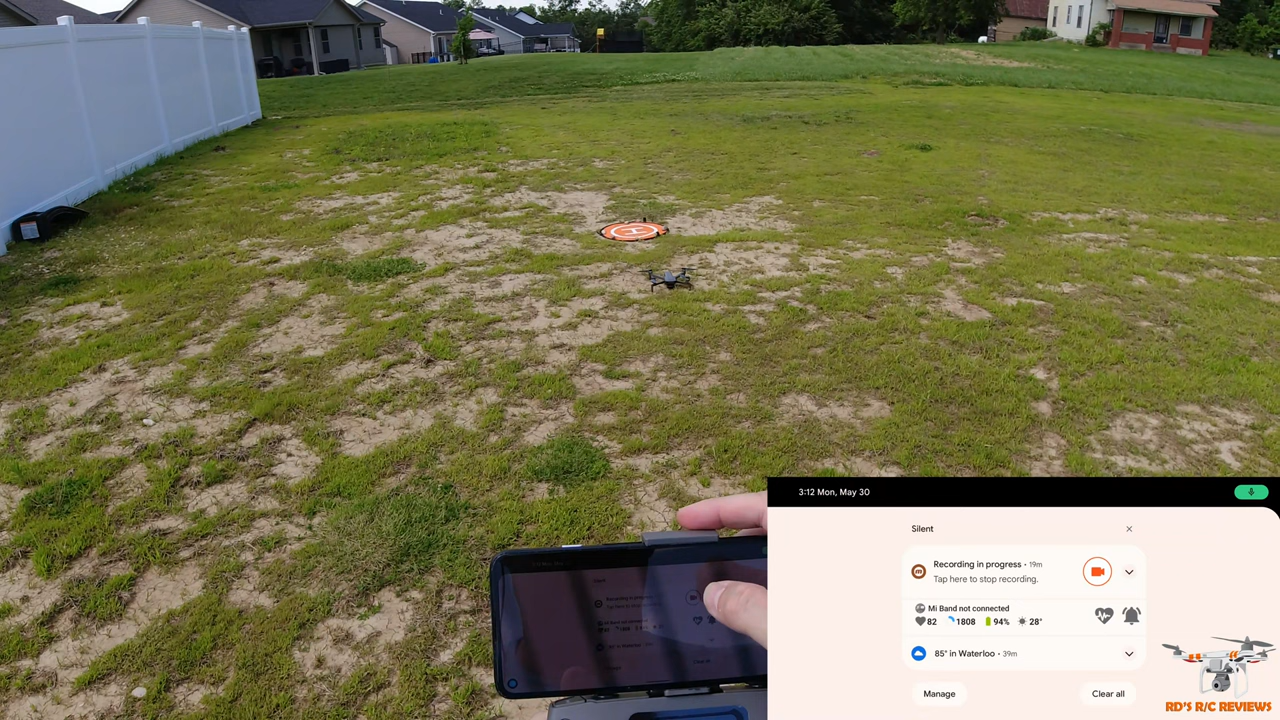 H
3:12 Mon, May 30
Silent
Recording in progress • 19m
Tap here to stop recording.
Mi Band not connected
82 1808 94% 28°
85° in Waterloo • 39m
Manage
Clear all
RD'S R/C REVIEWS